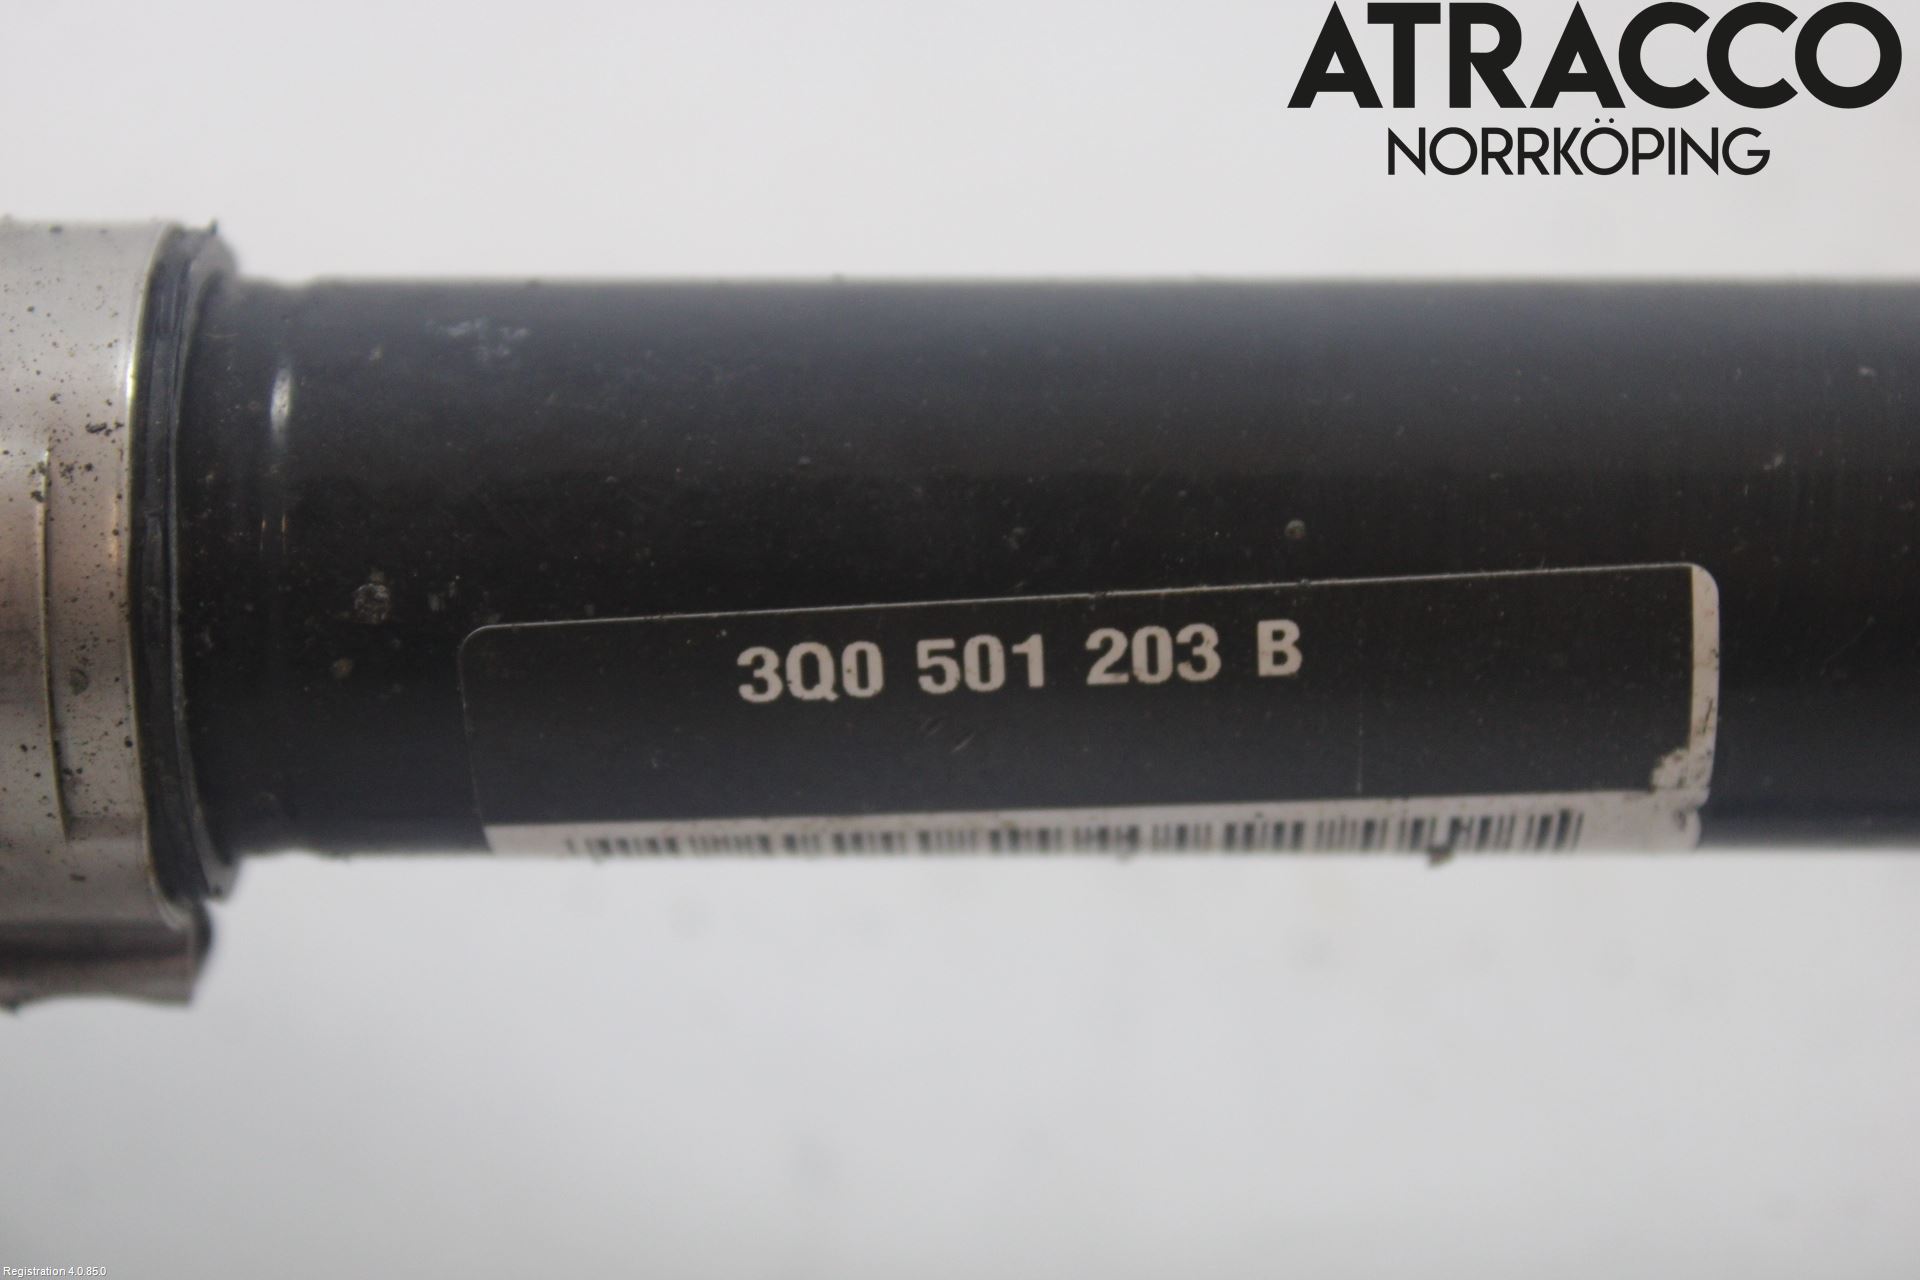 ATRACCO
NORRKÖPING
3Q0 501 203 B
Registration 4.0.85.0